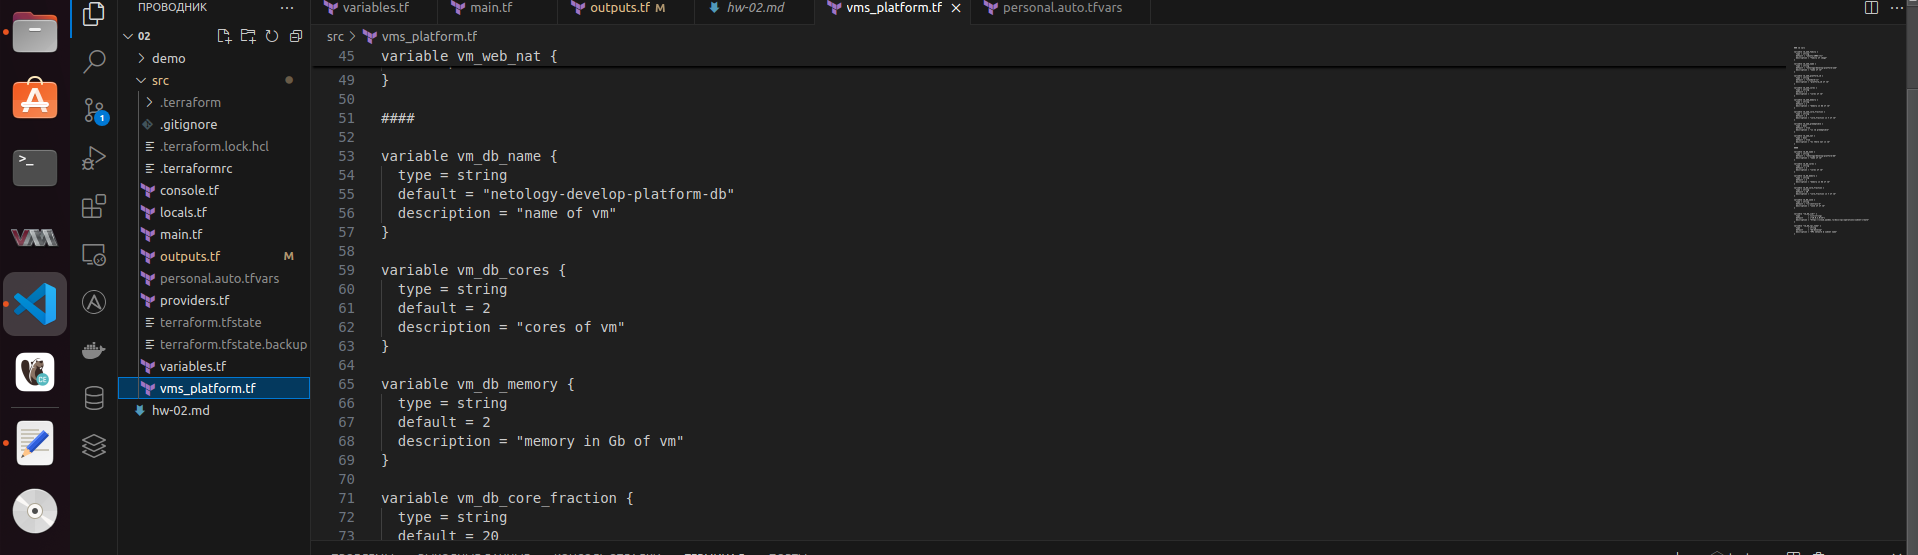 ПРОВОДНИК ···
variables.tf main.tf outputs.tf M hw-02.md vms_platform.tf × personal.auto.tfvars ···
02
demo
src
.terraform
.gitignore
.terraform.lock.hcl
.terraformrc
console.tf
locals.tf
main.tf
outputs.tf M
personal.auto.tfvars
providers.tf
terraform.tfstate
terraform.tfstate.backup
variables.tf
vms_platform.tf
hw-02.md
1
>_
VM
CE
A
src > vms_platform.tf
45 variable vm_web_nat {
49 }
50
51 ####
52
53 variable vm_db_name {
54 type = string
55 default = "netology-develop-platform-db"
56 description = "name of vm"
57 }
58
59 variable vm_db_cores {
60 type = string
61 default = 2
62 description = "cores of vm"
63 }
64
65 variable vm_db_memory {
66 type = string
67 default = 2
68 description = "memory in Gb of vm"
69 }
70
71 variable vm_db_core_fraction {
72 type = string
73 default = 20